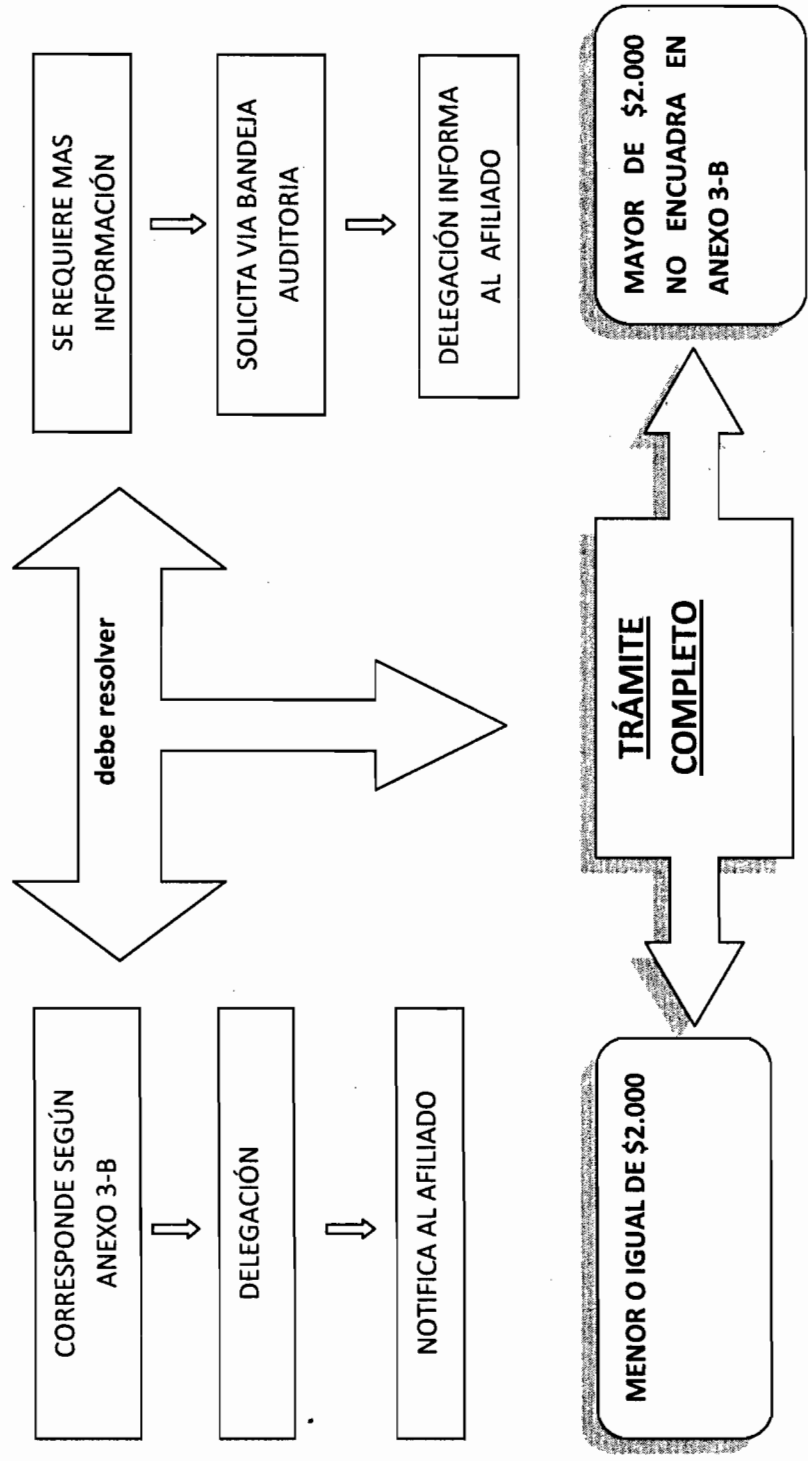 CORRESPONDE SEGÚN
ANEXO 3-B
DELEGACIÓN
NOTIFICA AL AFILIADO
debe resolver
SE REQUIERE MAS
INFORMACIÓN
SOLICITA VIA BANDEJA
AUDITORIA
DELEGACIÓN INFORMA
AL AFILIADO
MENOR O IGUAL DE $2.000
TRÁMITE
COMPLETO
MAYOR DE $2.000
NO ENCUADRA EN
ANEXO 3-B